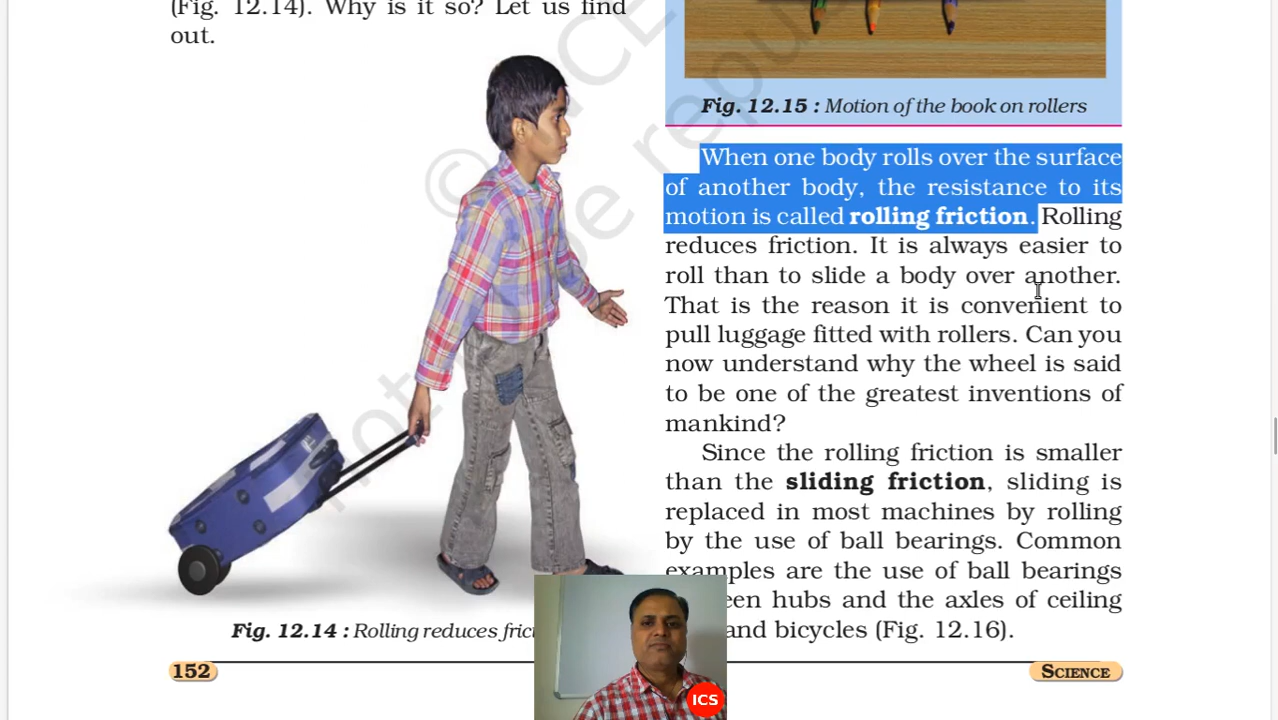 (Fig. 12.14). Why is it so? Let us find
out.
Fig. 12.14 : Rolling reduces
152
Fig. 12.15 : Motion of the book on rollers
When one body rolls over the surface
of another body, the resistance to its
motion is called rolling friction. Rolling
reduces friction. It is always easier to
roll than to slide a body over another.
That is the reason it is convenient to
pull luggage fitted with rollers. Can you
now understand why the wheel is said
to be one of the greatest inventions of
mankind?
Since the rolling friction is smaller
than the sliding friction, sliding is
replaced in most machines by rolling
by the use of ball bearings. Common
examples are the use of ball bearings
hubs and the axles of ceiling
and bicycles (Fig. 12.16).
SCIENCE
ICS